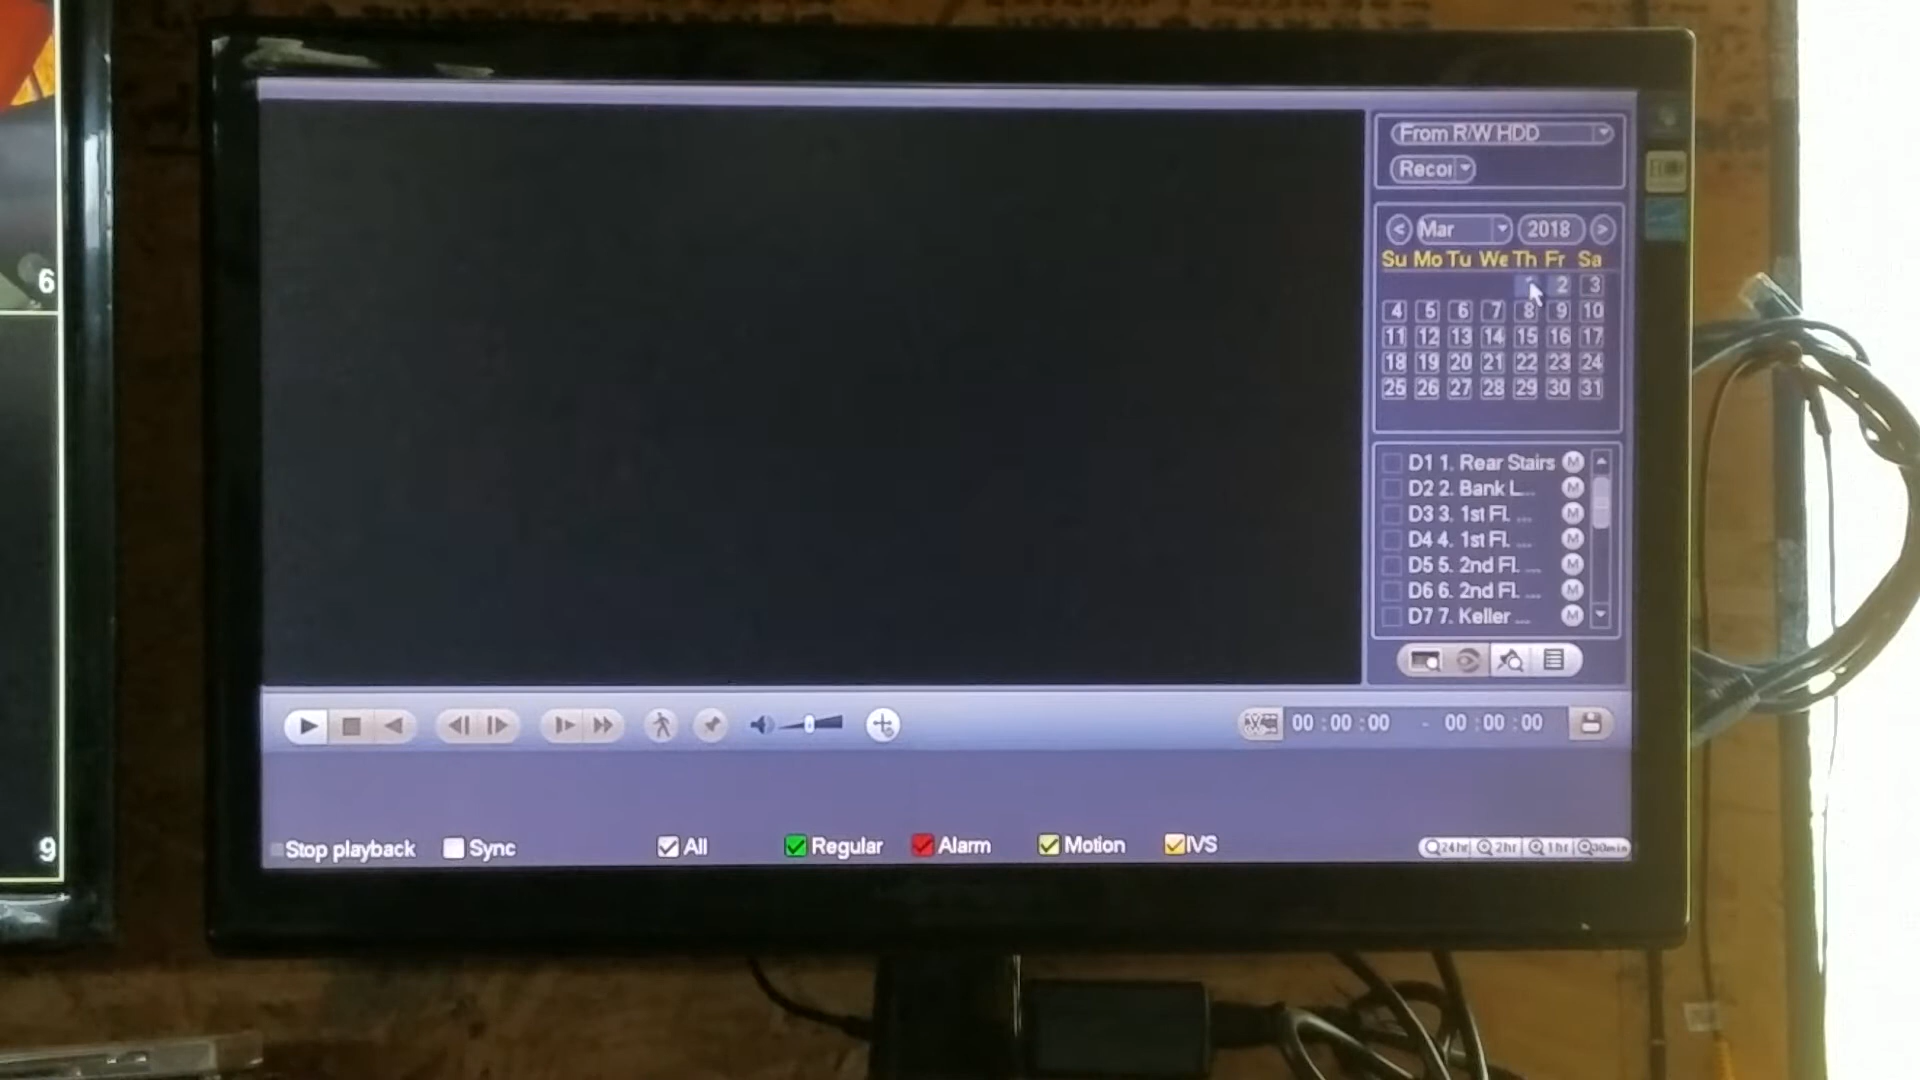 6
9
From R/W HDD
Recor
< Mar 2018 >
Su Mo Tu We Th Fr Sa
1 2 3
4 5 6 7 8 9 10
11 12 13 14 15 16 17
18 19 20 21 22 23 24
25 26 27 28 29 30 31
D1 1. Rear Stairs M
D2 2. Bank L... M
D3 3. 1st Fl. ... M
D4 4. 1st Fl. ... M
D5 5. 2nd Fl. ... M
D6 6. 2nd Fl. ... M
D7 7. Keller ... M
00 : 00 : 00 - 00 : 00 : 00
Stop playback Sync All Regular Alarm Motion IVS 24hr 2hr 1hr 30min